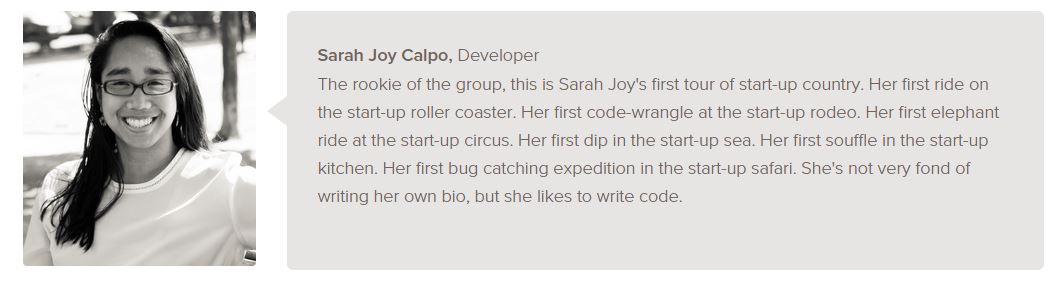 Sarah Joy Calpo, Developer
The rookie of the group, this is Sarah Joy's first tour of start-up country. Her first ride on
the start-up roller coaster. Her first code-wrangle at the start-up rodeo. Her first elephant
ride at the start-up circus. Her first dip in the start-up sea. Her first souffle in the start-up
kitchen. Her first bug catching expedition in the start-up safari. She's not very fond of
writing her own bio, but she likes to write code.